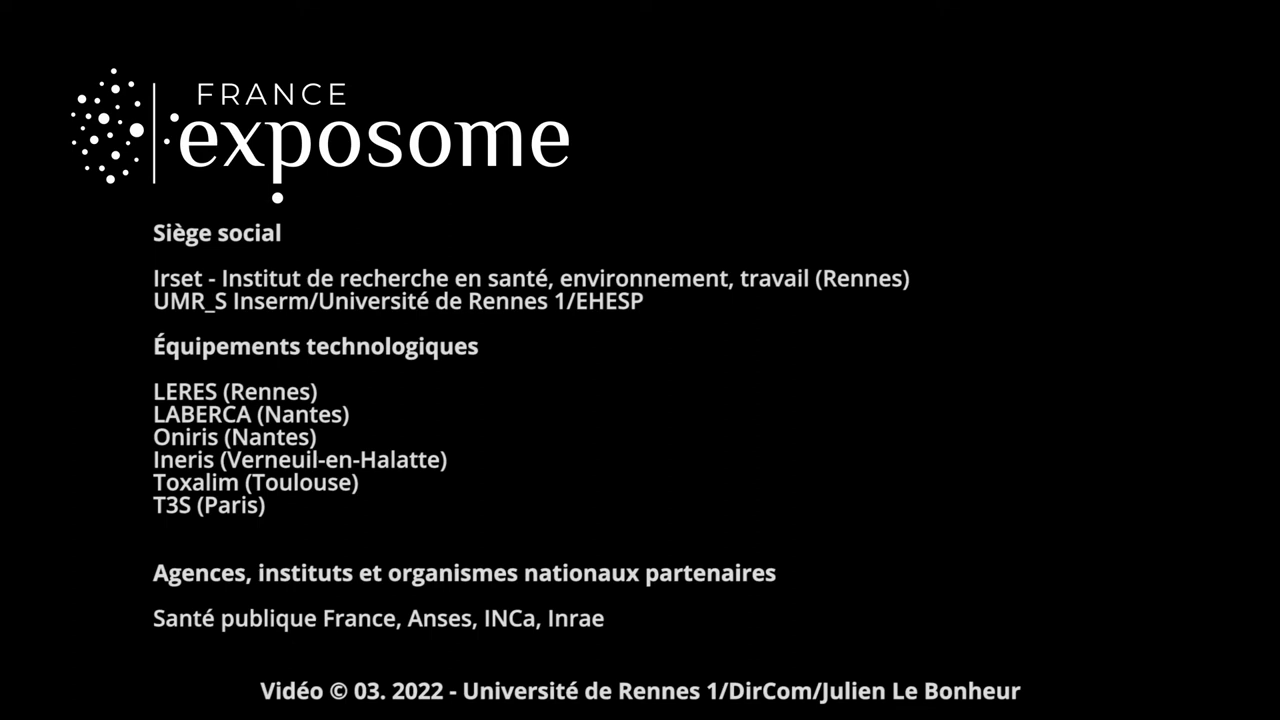 FRANCE
exposome
Siège social
Irset - Institut de recherche en santé, environnement, travail (Rennes)
UMR_S Inserm/Université de Rennes 1/EHESP
Équipements technologiques
LERES (Rennes)
LABERCA (Nantes)
Oniris (Nantes)
Ineris (Verneuil-en-Halatte)
Toxalim (Toulouse)
T3S (Paris)
Agences, instituts et organismes nationaux partenaires
Santé publique France, Anses, INCa, Inrae
Vidéo © 03. 2022 - Université de Rennes 1/DirCom/Julien Le Bonheur